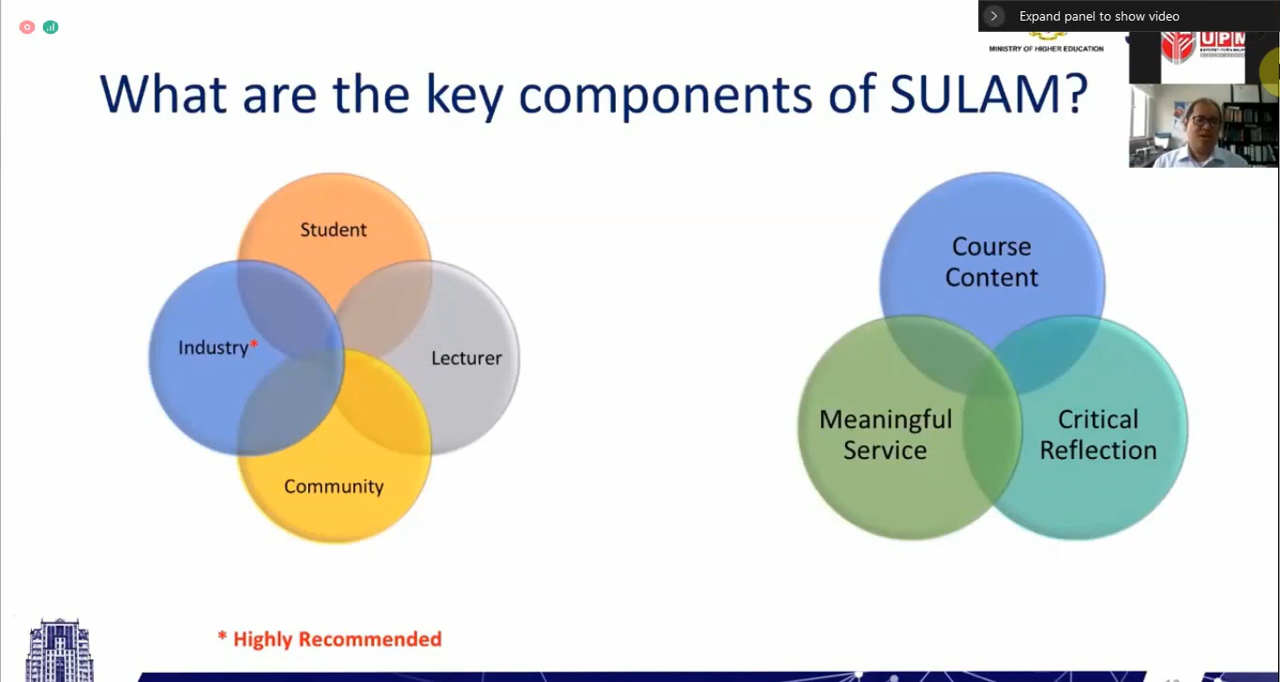 Expand panel to show video
MINISTRY OF HIGHER EDUCATION
UPM
What are the key components of SULAM?
Student
Industry*
Lecturer
Community
Course
Content
Meaningful
Service
Critical
Reflection
* Highly Recommended